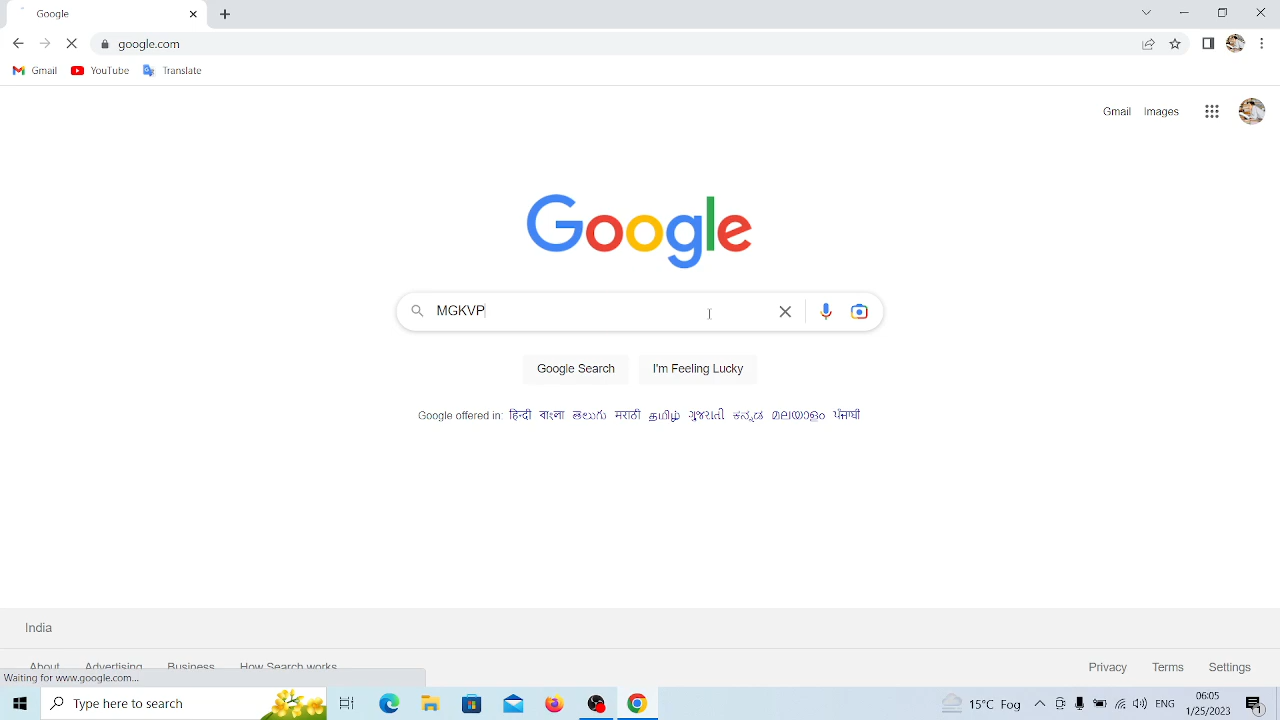 Google
google.com
Gmail YouTube Translate
Gmail Images
Google
MGKVP
Google Search I'm Feeling Lucky
Google offered in: हिन्दी বাংলা తెలుగు मराठी தமிழ் ગુજરાતી ಕನ್ನಡ മലയാളം ਪੰਜਾਬੀ
India
About Advertising Business How Search works Privacy Terms Settings
Waiting for www.google.com...
Type here to search 15°C Fog ENG 06:05
1/25/2023 1